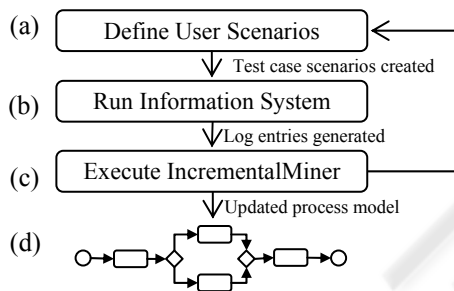 (a) Define User Scenarios
Test case scenarios created
(b) Run Information System
Log entries generated
(c) Execute IncrementalMiner
Updated process model
(d)